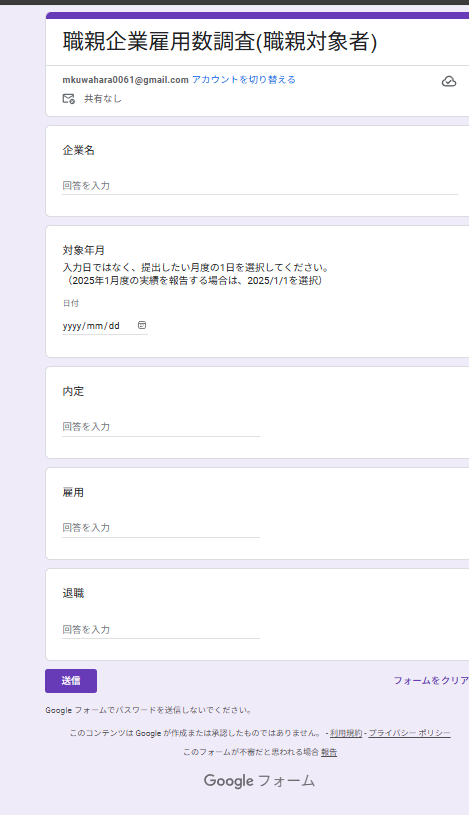 職親企業雇用数調査(職親対象者)
mkuwahara0061@gmail.com アカウントを切り替える
共有なし
企業名
回答を入力
対象年月
入力日ではなく、提出したい月度の1日を選択してください。
（2025年1月度の実績を報告する場合は、2025/1/1を選択）
日付
yyyy/mm/dd
内定
回答を入力
雇用
回答を入力
退職
回答を入力
送信 フォームをクリア
Google フォームでパスワードを送信しないでください。
このコンテンツは Google が作成または承認したものではありません。 - 利用規約 - プライバシー ポリシー
このフォームが不審だと思われる場合 報告
Google フォーム